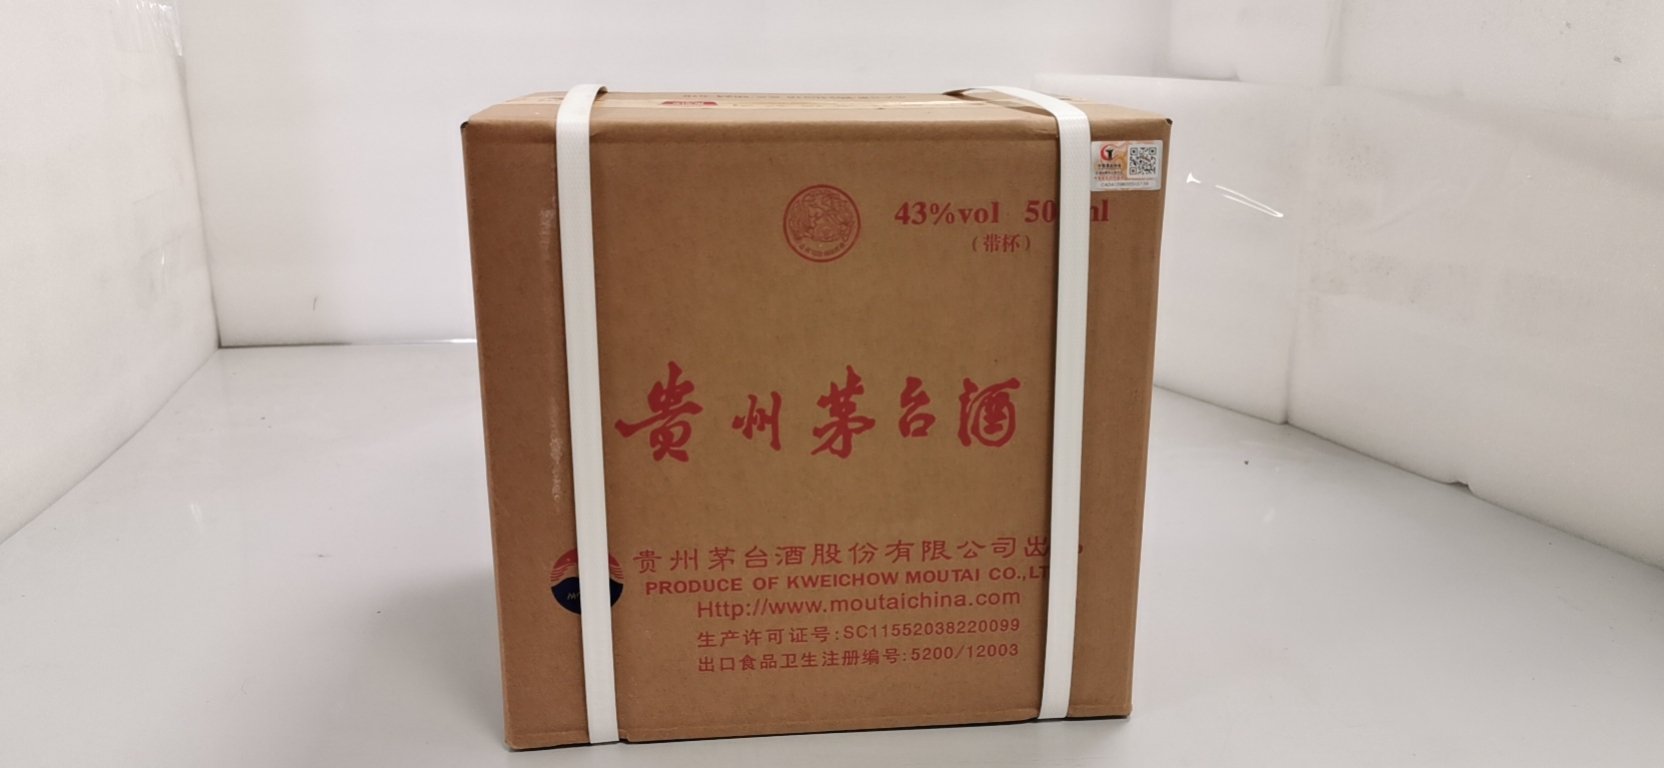 43%vol 50 ml
(带杯)
贵州茅台酒
贵州茅台酒股份有限公司出
PRODUCE OF KWEICHOW MOUTAI CO.,LT
Http://www.moutaichina.com
生产许可证号:SC11552038220099
出口食品卫生注册编号:5200/12003